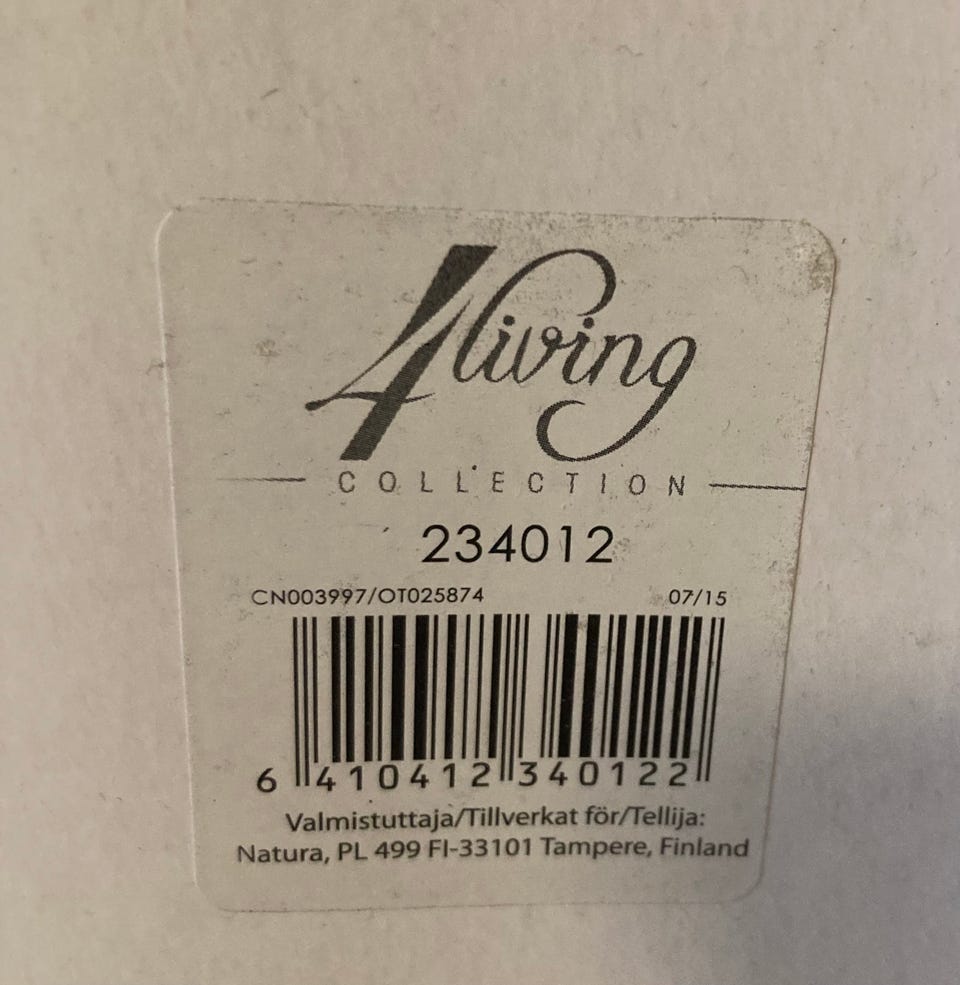 4living
COLLECTION
234012
CN003997/OT025874 07/15
6 410412 340122
Valmistuttaja/Tillverkat för/Tellija:
Natura, PL 499 FI-33101 Tampere, Finland